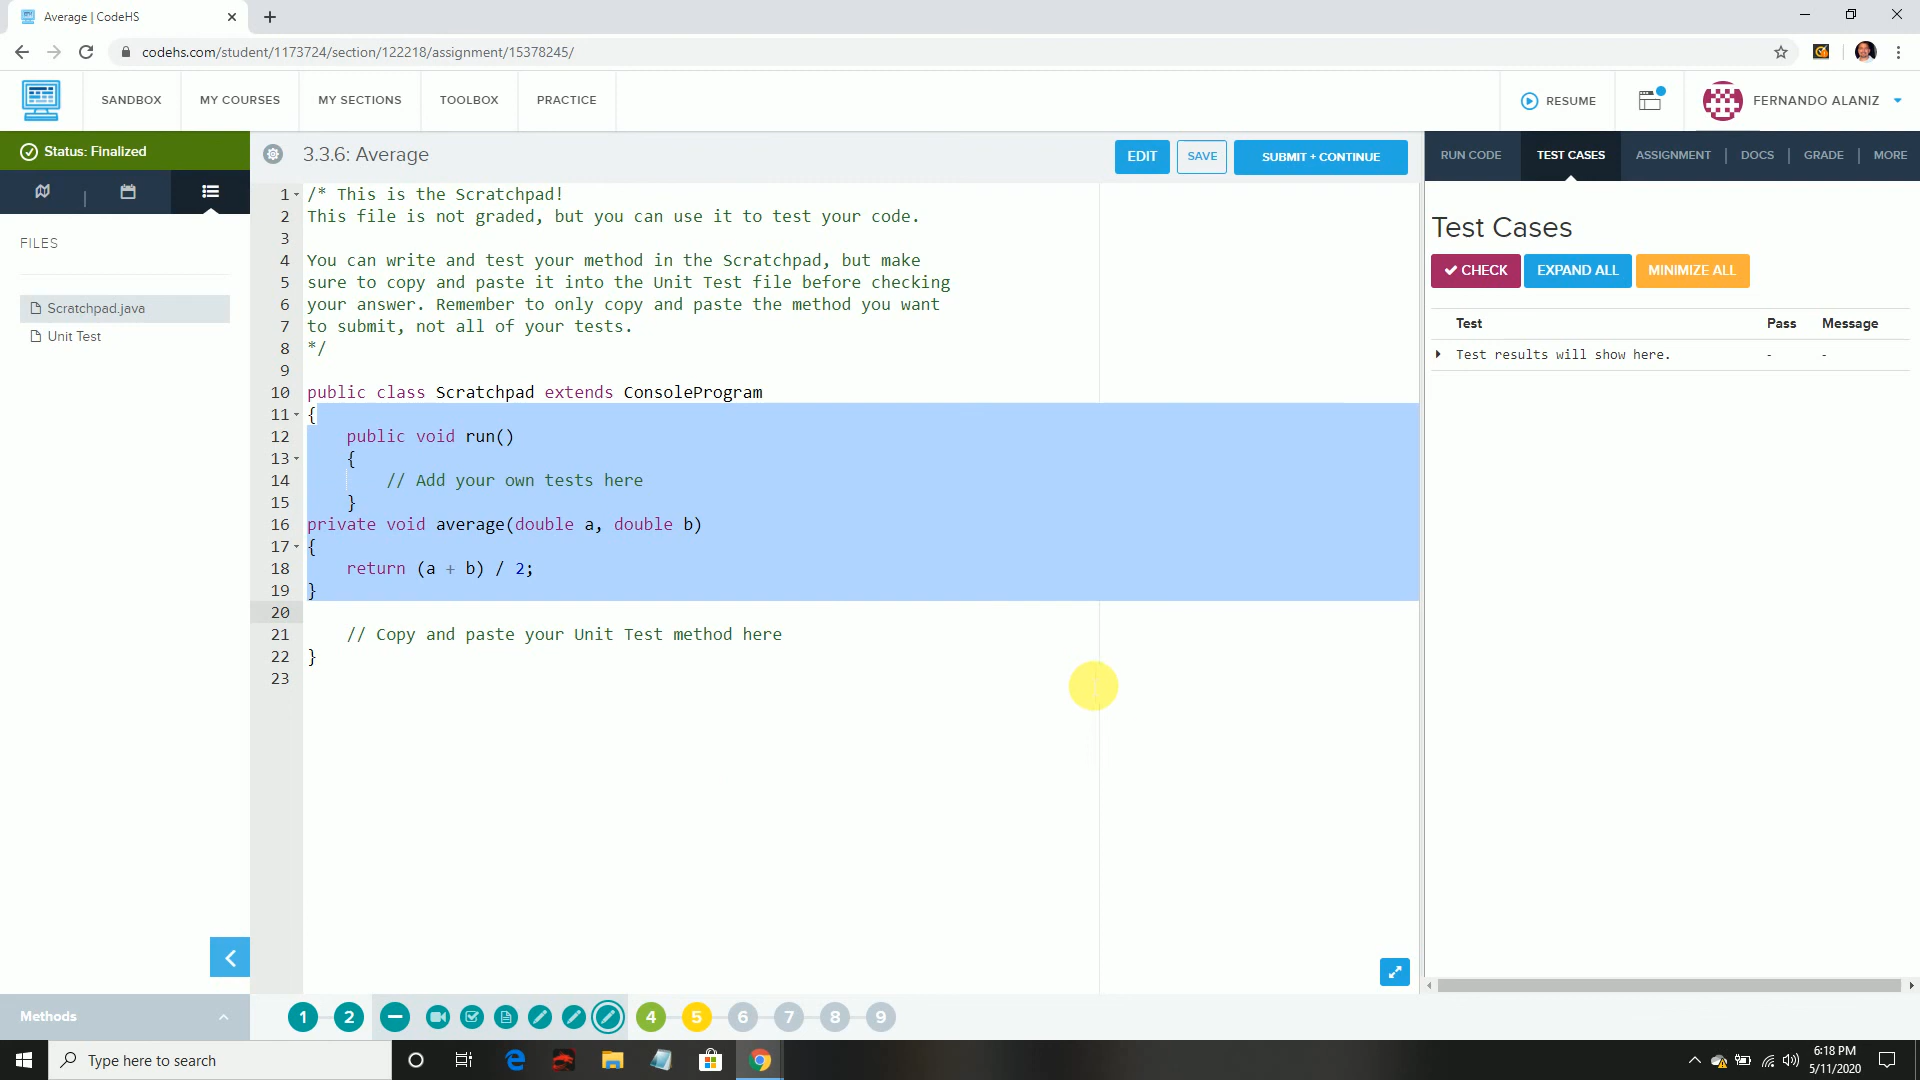 Average | CodeHS
codehs.com/student/1173724/section/122218/assignment/15378245/
SANDBOX
MY COURSES
MY SECTIONS
TOOLBOX
PRACTICE
RESUME
FERNANDO ALANIZ
Status: Finalized
3.3.6: Average
EDIT
SAVE
SUBMIT + CONTINUE
RUN CODE
TEST CASES
ASSIGNMENT
DOCS
GRADE
MORE
FILES
Scratchpad.java
Unit Test
1 /* This is the Scratchpad!
2 This file is not graded, but you can use it to test your code.
3
4 You can write and test your method in the Scratchpad, but make
5 sure to copy and paste it into the Unit Test file before checking
6 your answer. Remember to only copy and paste the method you want
7 to submit, not all of your tests.
8 */
9
10 public class Scratchpad extends ConsoleProgram
11 {
12 public void run()
13 {
14 // Add your own tests here
15 }
16 private void average(double a, double b)
17 {
18 return (a + b) / 2;
19 }
20
21 // Copy and paste your Unit Test method here
22 }
23
Test Cases
CHECK
EXPAND ALL
MINIMIZE ALL
Test Pass Message
Test results will show here. - -
Methods
1 2 4 5 6 7 8 9
Type here to search
6:18 PM
5/11/2020